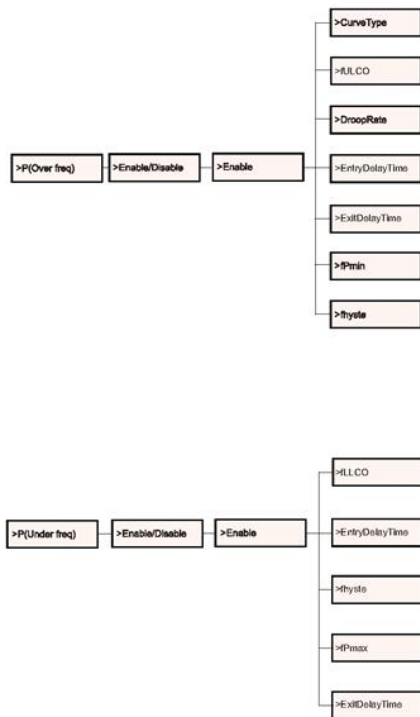 >CurveType
>fULCO
>DroopRate
>P(Over freq)
>Enable/Disable
>Enable
>EntryDelayTime
>ExitDelayTime
>fPmin
>fhyste
>fLLCO
>P(Under freq)
>Enable/Disable
>Enable
>EntryDelayTime
>fhyste
>fPmax
>ExitDelayTime